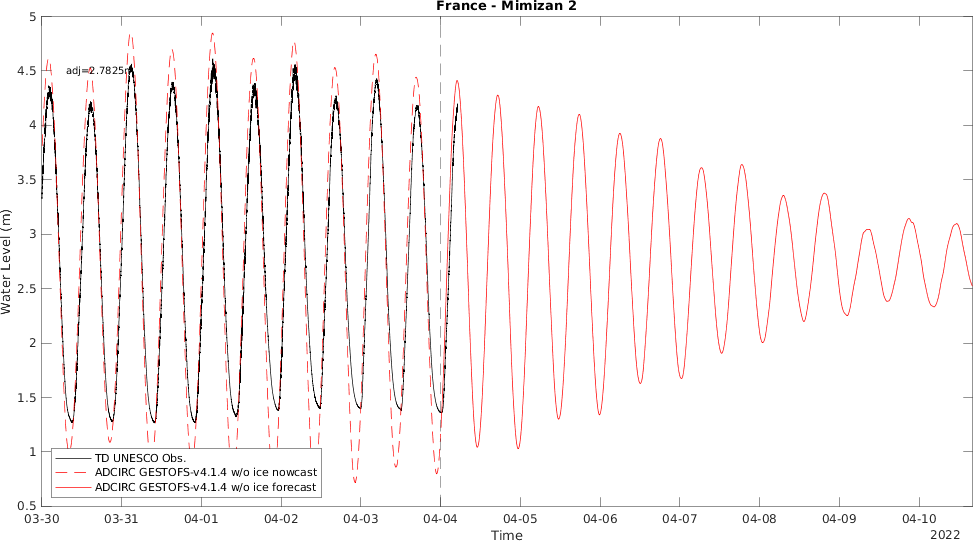 France - Mimizan 2
5
4.5
4
3.5
3
2.5
2
1.5
1
0.5
Water Level (m)
adj=2.7825m
TD UNESCO Obs.
ADCIRC GESTOFS-v4.1.4 w/o ice nowcast
ADCIRC GESTOFS-v4.1.4 w/o ice forecast
03-30 03-31 04-01 04-02 04-03 04-04 04-05 04-06 04-07 04-08 04-09 04-10
Time
2022